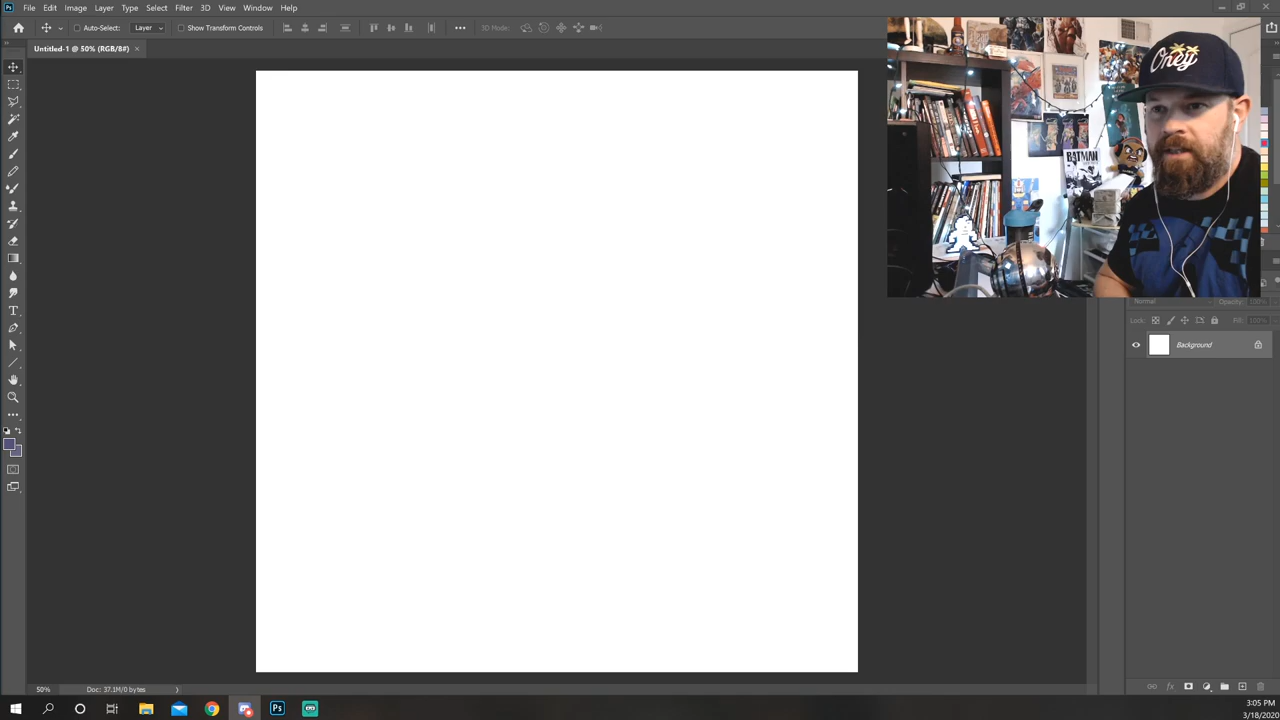 File Edit Image Layer Type Select Filter 3D View Window Help
Auto-Select: Layer Show Transform Controls 3D Mode:
Untitled-1 @ 50% (RGB/8#)
Oney
BATMAN
Normal Opacity: 100%
Lock: Fill: 100%
Background
50% Doc: 37.1M/0 bytes
Ps
3:05 PM
3/18/2020